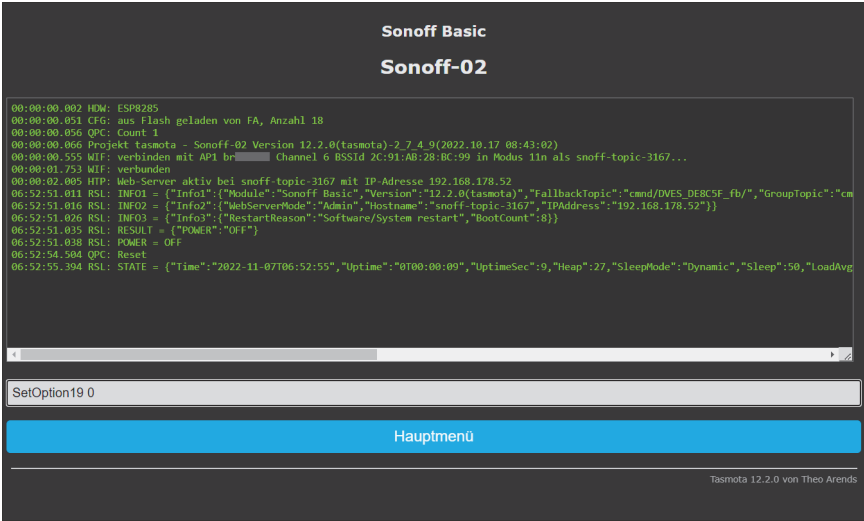 Sonoff Basic
Sonoff-02
00:00:00.002 HDW: ESP8285
00:00:00.051 CFG: aus Flash geladen von FA, Anzahl 18
00:00:00.056 QPC: Count 1
00:00:00.066 Projekt tasmota - Sonoff-02 Version 12.2.0(tasmota)-2_7_4_9(2022.10.17 08:43:02)
00:00:00.555 WIF: verbinden mit AP1 br Channel 6 BSSId 2C:91:AB:28:BC:99 in Modus 11n als snoff-topic-3167...
00:00:01.753 WIF: verbunden
00:00:02.005 HTP: Web-Server aktiv bei snoff-topic-3167 mit IP-Adresse 192.168.178.52
06:52:51.011 RSL: INFO1 = {"Info1":{"Module":"Sonoff Basic","Version":"12.2.0(tasmota)","FallbackTopic":"cmnd/DVES_DE8C5F_fb/","GroupTopic":"cm
06:52:51.016 RSL: INFO2 = {"Info2":{"WebServerMode":"Admin","Hostname":"snoff-topic-3167","IPAddress":"192.168.178.52"}}
06:52:51.026 RSL: INFO3 = {"Info3":{"RestartReason":"Software/System restart","BootCount":8}}
06:52:51.035 RSL: RESULT = {"POWER":"OFF"}
06:52:51.038 RSL: POWER = OFF
06:52:54.504 QPC: Reset
06:52:55.394 RSL: STATE = {"Time":"2022-11-07T06:52:55","Uptime":"0T00:00:09","UptimeSec":9,"Heap":27,"SleepMode":"Dynamic","Sleep":50,"LoadAvg
SetOption19 0
Hauptmenü
Tasmota 12.2.0 von Theo Arends